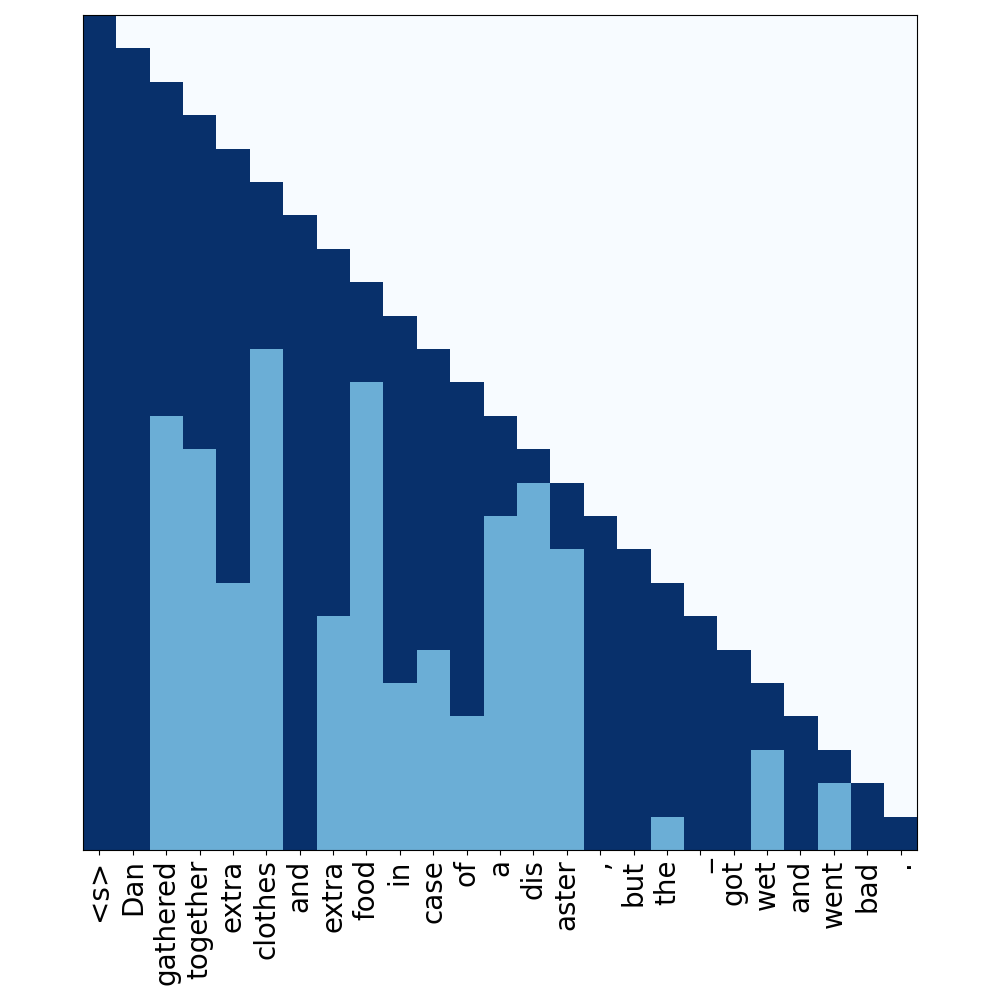 <s>
Dan
gathered
together
extra
clothes
and
extra
food
in
case
of
a
dis
aster
,
but
the
_
got
wet
and
went
bad
.